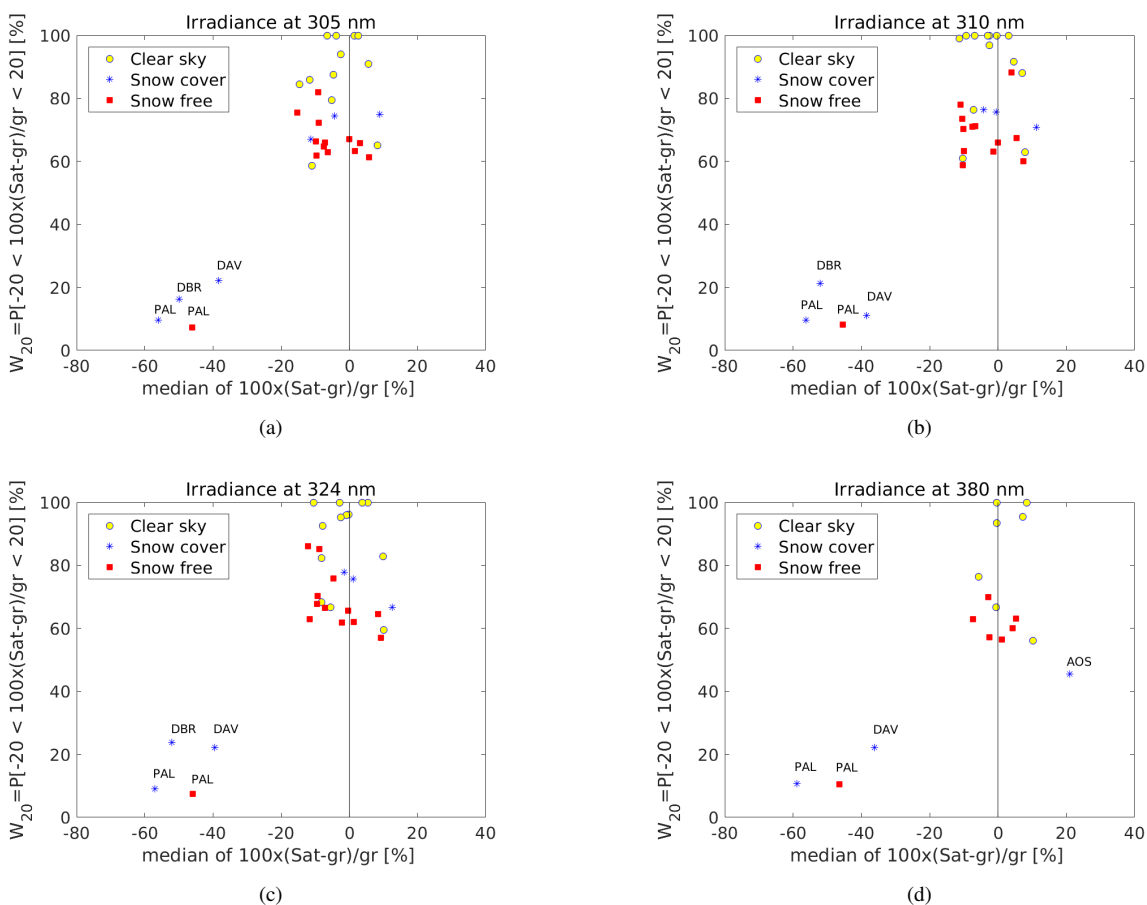 Irradiance at 305 nm
W20=P[-20 < 100x(Sat-gr)/gr < 20] [%]
100
80
60
40
20
0
Clear sky
Snow cover
Snow free
DAV
DBR
PAL
PAL
-80 -60 -40 -20 0 20 40
median of 100x(Sat-gr)/gr [%]
(a)
Irradiance at 310 nm
W20=P[-20 < 100x(Sat-gr)/gr < 20] [%]
100
80
60
40
20
0
Clear sky
Snow cover
Snow free
DBR
PAL
PAL
DAV
-80 -60 -40 -20 0 20 40
median of 100x(Sat-gr)/gr [%]
(b)
Irradiance at 324 nm
W20=P[-20 < 100x(Sat-gr)/gr < 20] [%]
100
80
60
40
20
0
Clear sky
Snow cover
Snow free
DBR
DAV
PAL
PAL
-80 -60 -40 -20 0 20 40
median of 100x(Sat-gr)/gr [%]
(c)
Irradiance at 380 nm
W20=P[-20 < 100x(Sat-gr)/gr < 20] [%]
100
80
60
40
20
0
Clear sky
Snow cover
Snow free
AOS
DAV
PAL
PAL
-80 -60 -40 -20 0 20 40
median of 100x(Sat-gr)/gr [%]
(d)